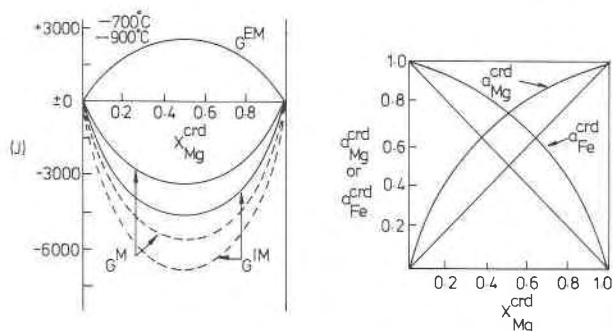 +3000
—700°C
—900°C
G^EM
±0
0.2 0.4 0.6 0.8
X^crd_Mg
(J)
-3000
-6000
G^M
G^IM
1.0
0.8
a^crd_Mg
or
a^crd_Fe
0.4
0.2
a^crd_Mg
a^crd_Fe
1.0
0.2 0.4 0.6 0.8 1.0
X^crd_Mg